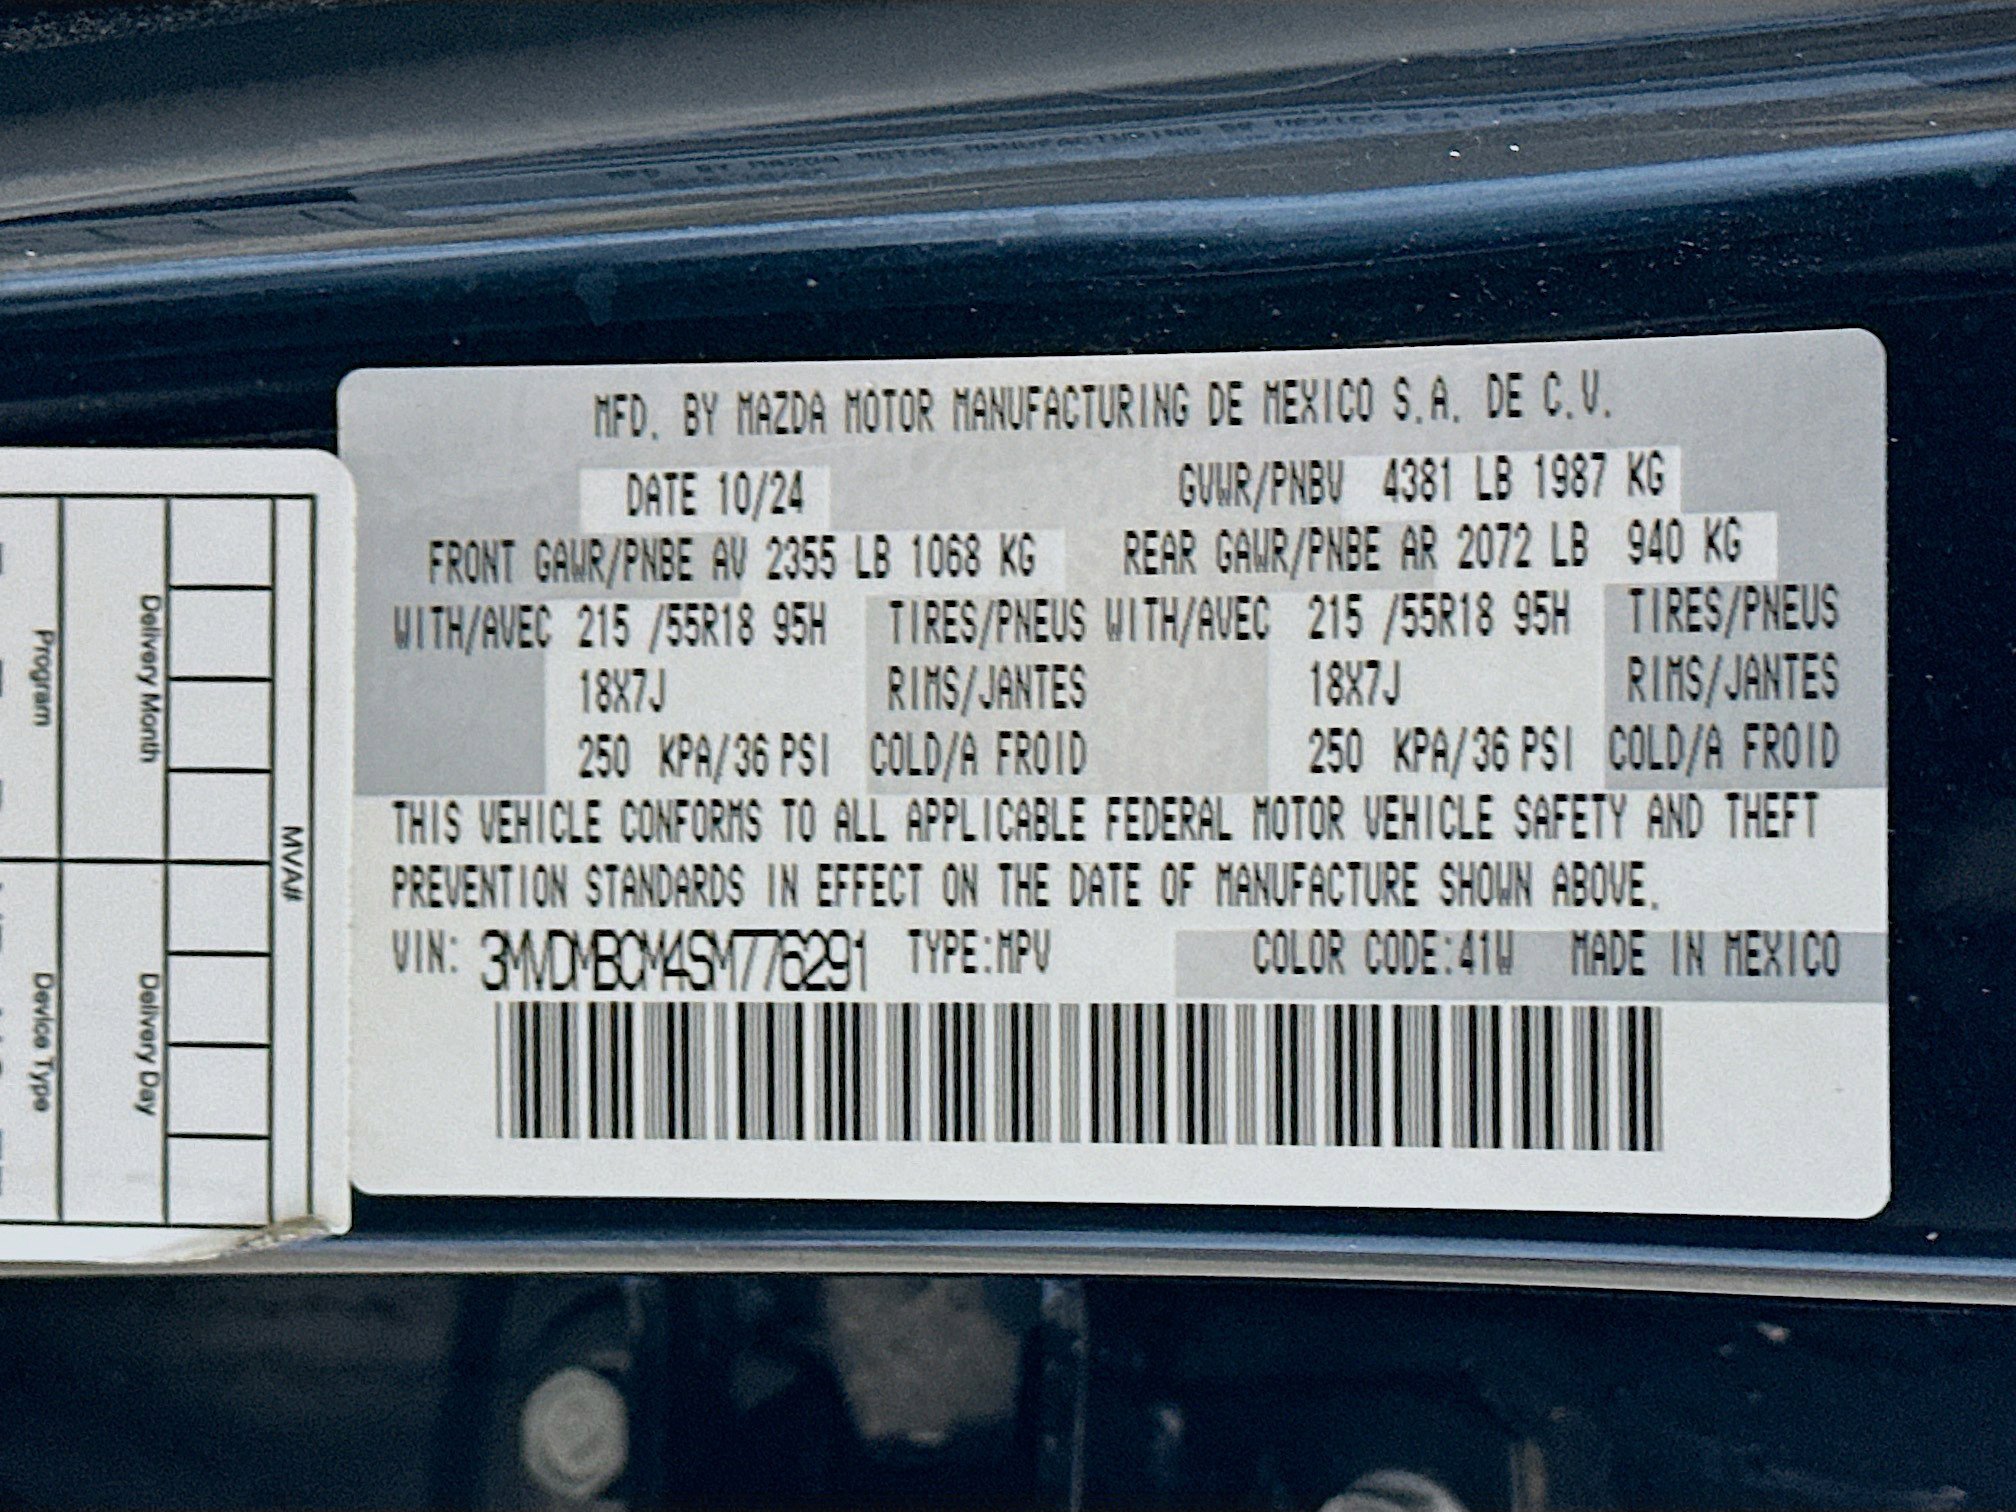 MFD. BY MAZDA MOTOR MANUFACTURING DE MEXICO S.A. DE C.V.
DATE 10/24 GVWR/PNBV 4381 LB 1987 KG
FRONT GAWR/PNBE AV 2355 LB 1068 KG REAR GAWR/PNBE AR 2072 LB 940 KG
WITH/AVEC 215 /55R18 95H TIRES/PNEUS WITH/AVEC 215 /55R18 95H TIRES/PNEUS
18X7J RIMS/JANTES 18X7J RIMS/JANTES
250 KPA/36 PSI COLD/A FROID 250 KPA/36 PSI COLD/A FROID
THIS VEHICLE CONFORMS TO ALL APPLICABLE FEDERAL MOTOR VEHICLE SAFETY AND THEFT
PREVENTION STANDARDS IN EFFECT ON THE DATE OF MANUFACTURE SHOWN ABOVE.
VIN: 3MVDMBCM4SM776291 TYPE:MPV COLOR CODE:41W MADE IN MEXICO
MVA#
Delivery Month Delivery Day
Program Device Type